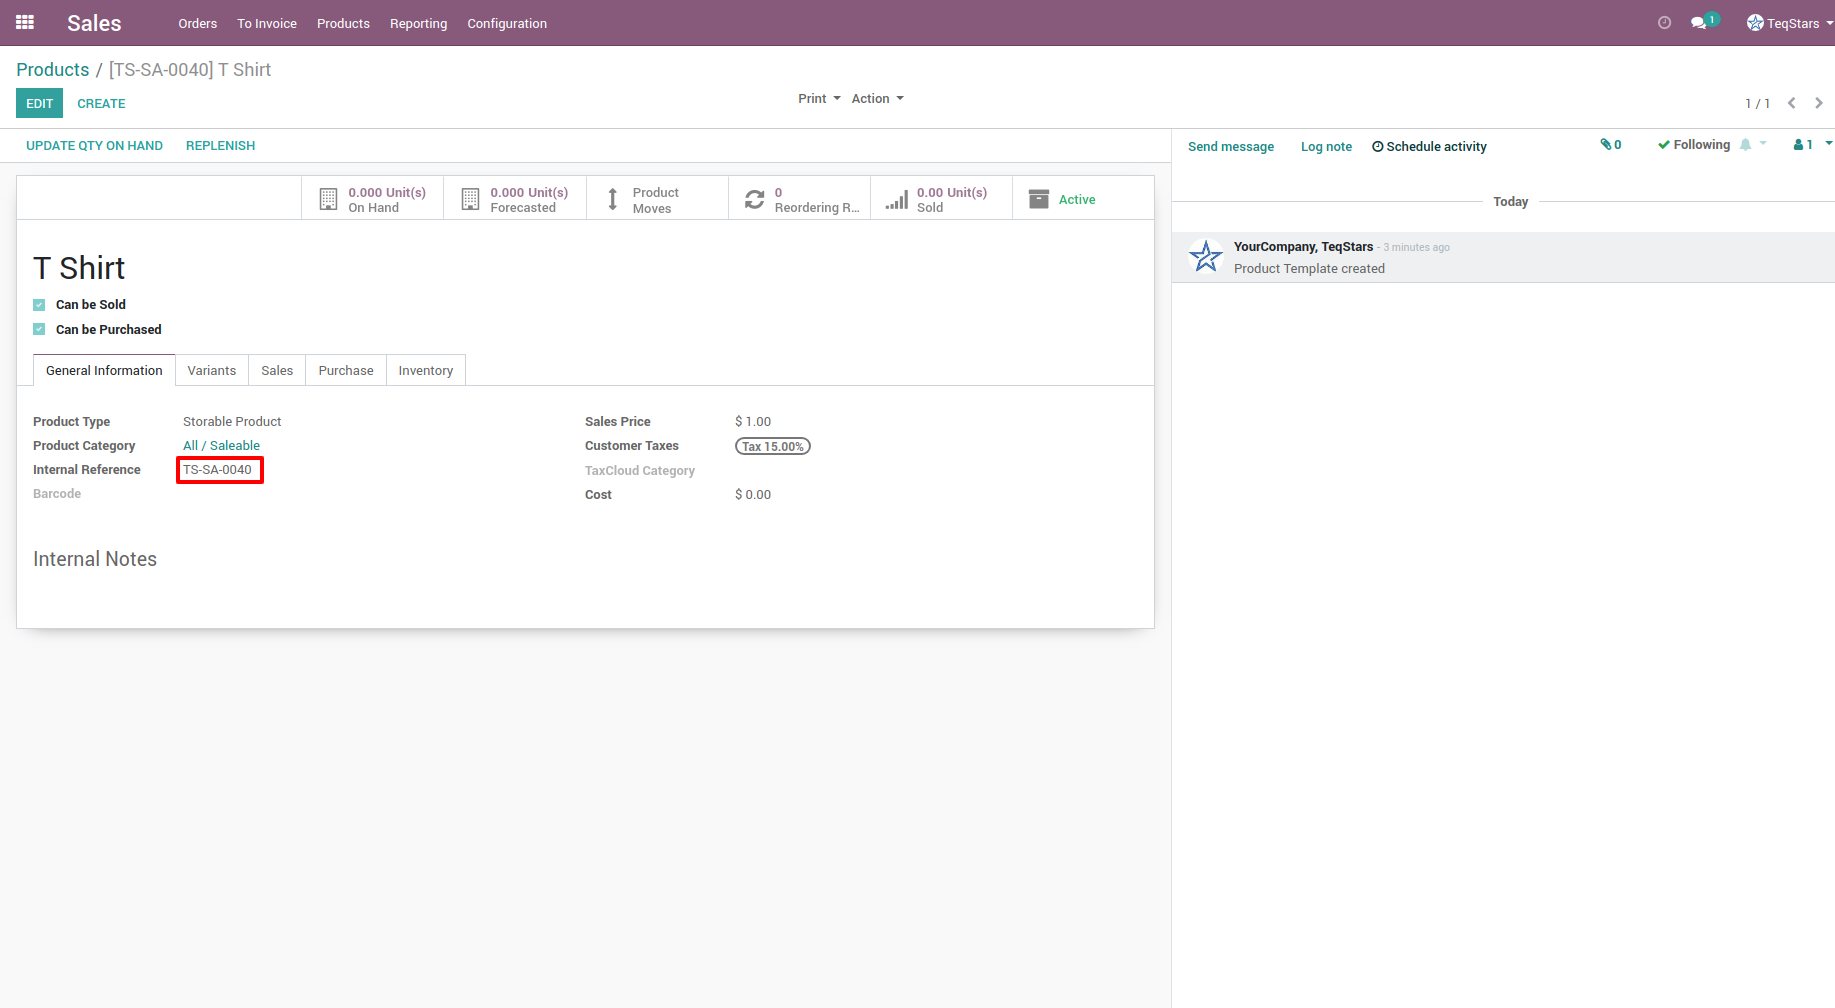 Sales Orders To Invoice Products Reporting Configuration 1 TeqStars
Products / [TS-SA-0040] T Shirt
EDIT CREATE Print Action 1 / 1
UPDATE QTY ON HAND REPLENISH
Send message Log note Schedule activity 0 Following 1
0.000 Unit(s)
On Hand
0.000 Unit(s)
Forecasted
Product
Moves
0
Reordering R...
0.00 Unit(s)
Sold
Active
Today
YourCompany, TeqStars - 3 minutes ago
Product Template created
T Shirt
Can be Sold
Can be Purchased
General Information Variants Sales Purchase Inventory
Product Type Storable Product
Product Category All / Saleable
Internal Reference TS-SA-0040
Barcode
Sales Price $ 1.00
Customer Taxes Tax 15.00%
TaxCloud Category
Cost $ 0.00
Internal Notes